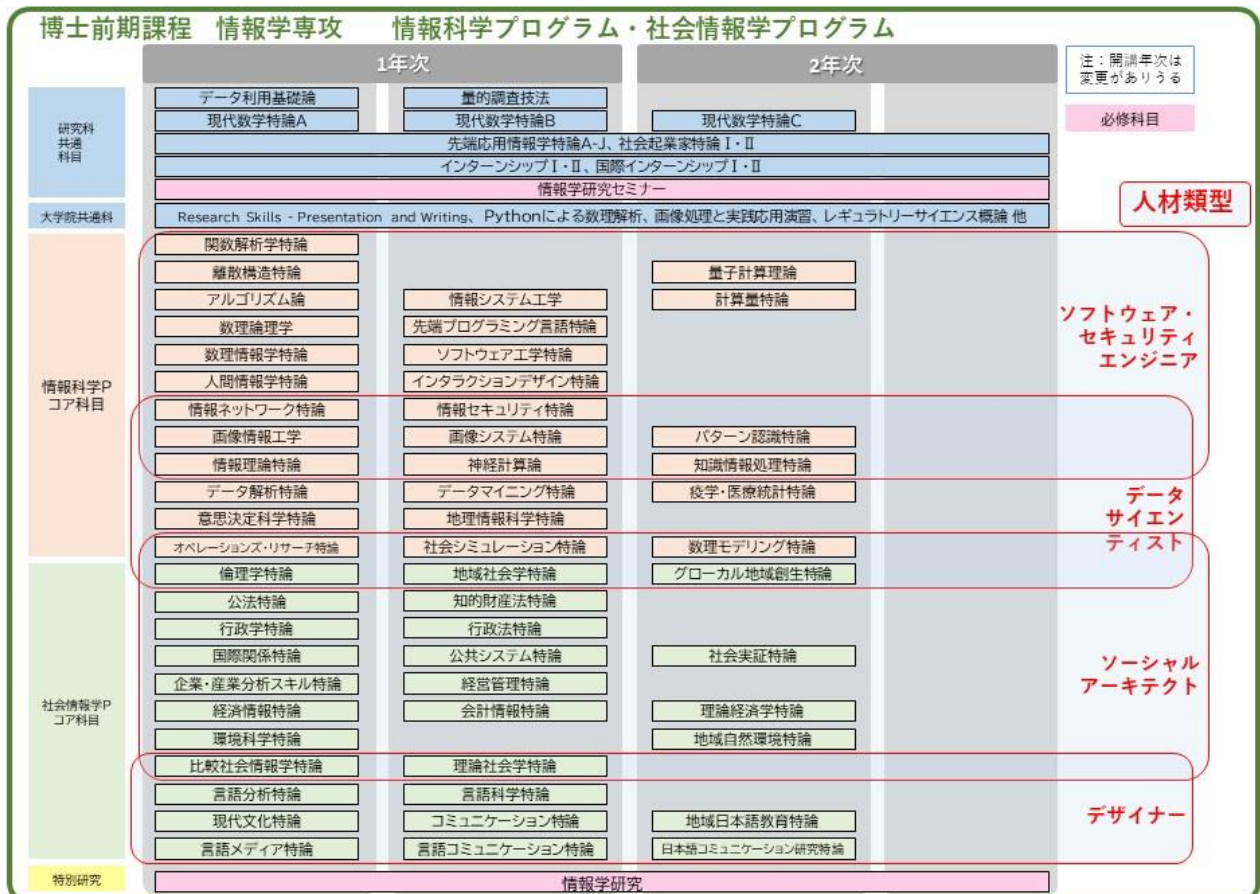 博士前期課程　情報学専攻　　情報科学プログラム・社会情報学プログラム
1年次
2年次
注：開講年次は
変更がありうる
必修科目
研究科
共通
科目
データ利用基礎論
量的調査技法
現代数学特論A
現代数学特論B
現代数学特論C
先端応用情報学特論A-J、社会起業家特論Ⅰ・Ⅱ
インターンシップⅠ・Ⅱ、国際インターンシップⅠ・Ⅱ
情報学研究セミナー
大学院共通科
Research Skills - Presentation and Writing、Pythonによる数理解析、画像処理と実践応用演習、レギュラトリーサイエンス概論 他
人材類型
情報科学P
コア科目
関数解析学特論
離散構造特論
量子計算理論
アルゴリズム論
情報システム工学
計算量特論
数理論理学
先端プログラミング言語特論
数理情報学特論
ソフトウェア工学特論
人間情報学特論
インタラクションデザイン特論
情報ネットワーク特論
情報セキュリティ特論
画像情報工学
画像システム特論
パターン認識特論
情報理論特論
神経計算論
知識情報処理特論
データ解析特論
データマイニング特論
疫学・医療統計特論
意思決定科学特論
地理情報科学特論
オペレーションズ・リサーチ特論
社会シミュレーション特論
数理モデリング特論
ソフトウェア・
セキュリティ
エンジニア
データ
サイエン
ティスト
社会情報学P
コア科目
倫理学特論
地域社会学特論
グローカル地域創生特論
公法特論
知的財産法特論
行政学特論
行政法特論
国際関係特論
公共システム特論
社会実証特論
企業・産業分析スキル特論
経営管理特論
経済情報特論
会計情報特論
理論経済学特論
環境科学特論
地域自然環境特論
比較社会情報学特論
理論社会学特論
言語分析特論
言語科学特論
現代文化特論
コミュニケーション特論
地域日本語教育特論
言語メディア特論
言語コミュニケーション特論
日本語コミュニケーション研究特論
ソーシャル
アーキテクト
デザイナー
特別研究
情報学研究